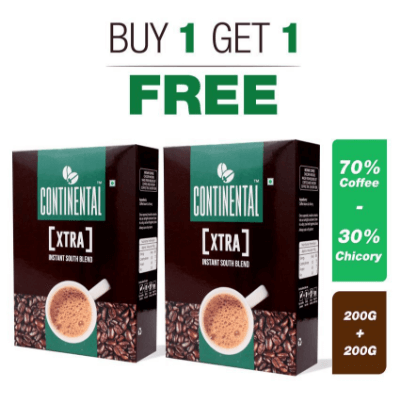 BUY 1 GET 1
FREE
CONTINENTAL
[XTRA]
INSTANT SOUTH BLEND
CONTINENTAL
[XTRA]
INSTANT SOUTH BLEND
70%
Coffee
-
30%
Chicory
200G
+
200G